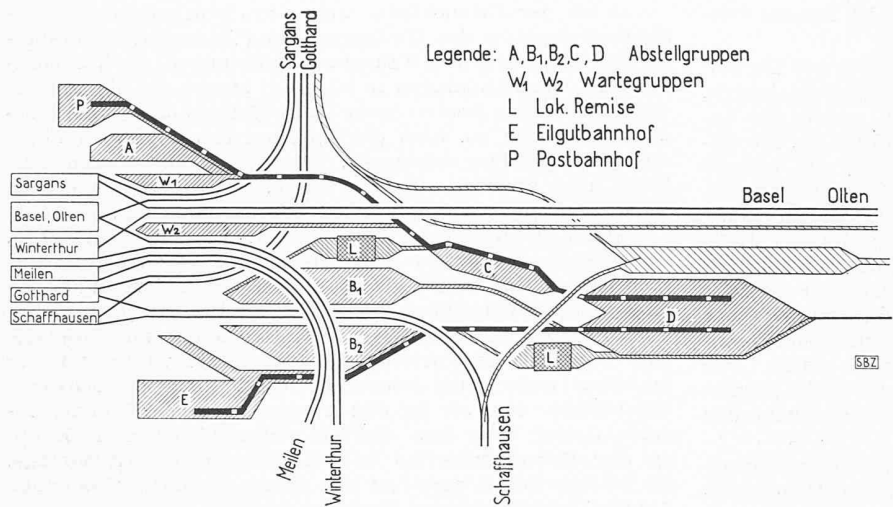 Sargans
Gotthard
Legende: A,B₁,B₂,C,D Abstellgruppen
W₁ W₂ Wartegruppen
L Lok. Remise
E Eilgutbahnhof
P Postbahnhof
P
A
W₁
Sargans
Basel, Olten
Winterthur
Meilen
Gotthard
Schaffhausen
Basel Olten
W₂
L
C
B₁
D
B₂
L
E
SBZ
Meilen
Winterthur
Schaffhausen